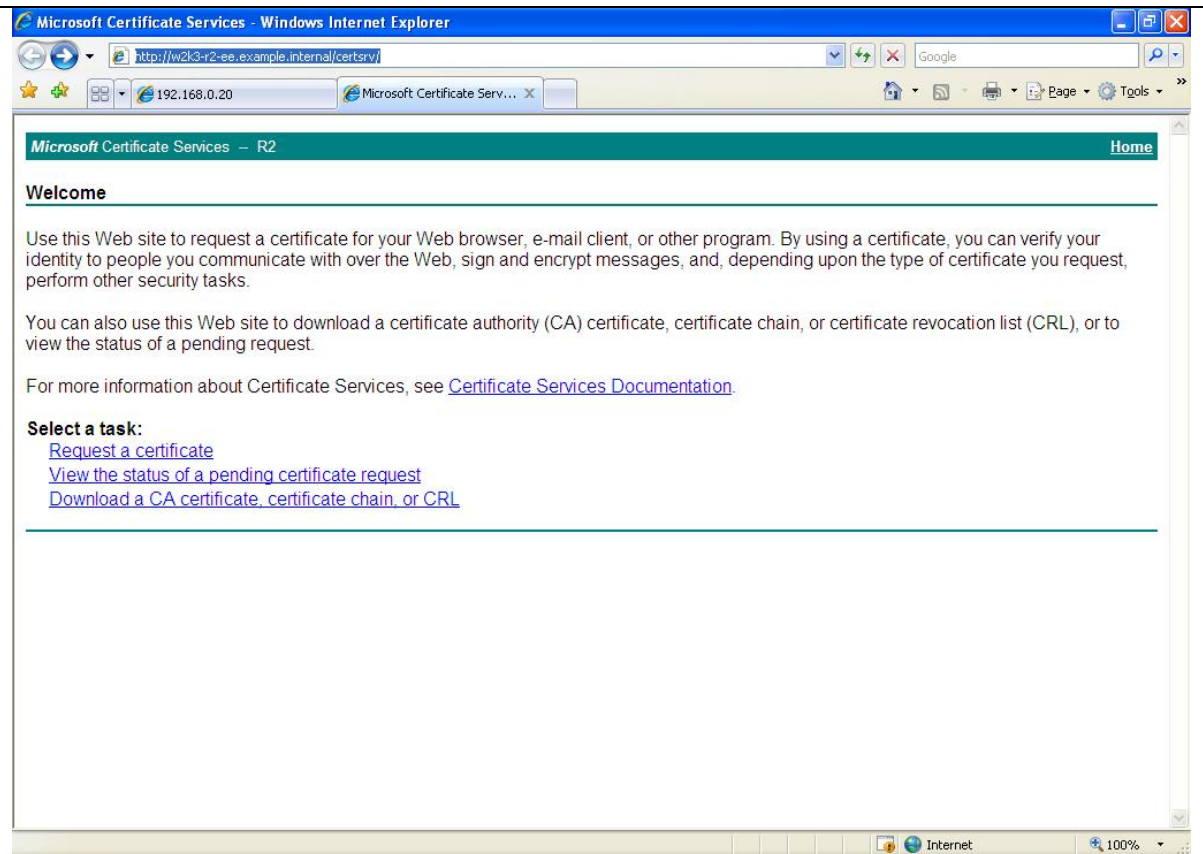 Microsoft Certificate Services - Windows Internet Explorer
http://w2k3-r2-ee.example.internal/certsrv/
Google
192.168.0.20
Microsoft Certificate Serv...
Page
Tools
Microsoft Certificate Services -- R2
Home
Welcome
Use this Web site to request a certificate for your Web browser, e-mail client, or other program. By using a certificate, you can verify your
identity to people you communicate with over the Web, sign and encrypt messages, and, depending upon the type of certificate you request,
perform other security tasks.
You can also use this Web site to download a certificate authority (CA) certificate, certificate chain, or certificate revocation list (CRL), or to
view the status of a pending request.
For more information about Certificate Services, see Certificate Services Documentation.
Select a task:
Request a certificate
View the status of a pending certificate request
Download a CA certificate, certificate chain, or CRL
Internet
100%